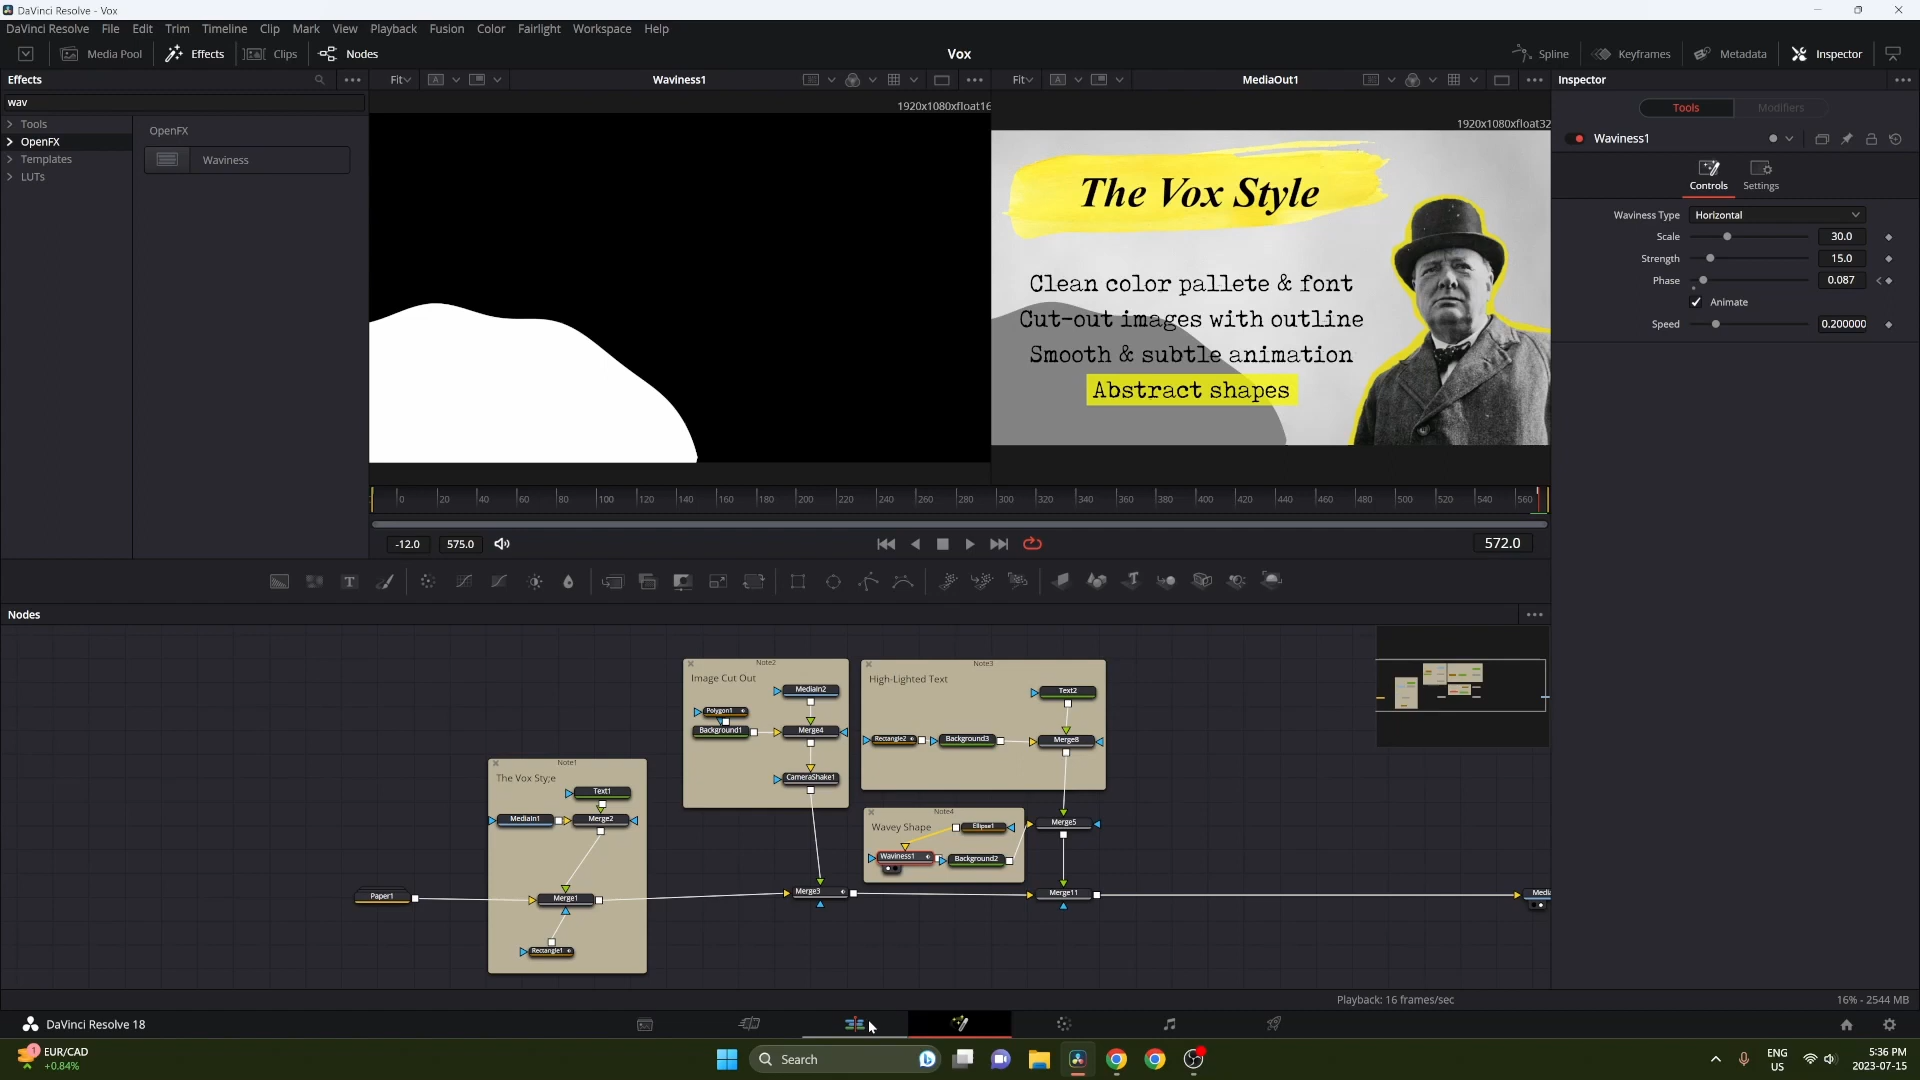 DaVinci Resolve - Vox
DaVinci Resolve File Edit Trim Timeline Clip Mark View Playback Fusion Color Fairlight Workspace Help
Media Pool Effects Clips Nodes Vox Spline Keyframes Metadata Inspector
Effects Fit Waviness1 Fit MediaOut1 Inspector
wav
1920x1080xfloat16
1920x1080xfloat32
Tools
OpenFX
Templates
LUTs
OpenFX
Waviness
The Vox Style
Clean color pallete & font
Cut-out images with outline
Smooth & subtle animation
Abstract shapes
Tools Modifiers
Waviness1
Controls Settings
Waviness Type Horizontal
Scale 30.0
Strength 15.0
Phase 0.087
Animate
Speed 0.200000
0 20 40 60 80 100 120 140 160 180 200 220 240 260 280 300 320 340 360 380 400 420 440 460 480 500 520 540 560
-12.0 575.0 572.0
Nodes
Note2
Image Cut Out
MediaIn2
Polygon1
Background1
Merge4
CameraShake1
Note3
High-Lighted Text
Text2
Rectangle2
Background3
Merge8
Note1
The Vox Sty;e
Text1
MediaIn1
Merge2
Merge1
Rectangle1
Paper1
Note4
Wavey Shape
Ellipse1
Waviness1
Background2
Merge5
Merge3
Merge11
Media
Playback: 16 frames/sec 16% - 2544 MB
DaVinci Resolve 18
1 EUR/CAD
+0.84%
Search
ENG
US
5:36 PM
2023-07-15